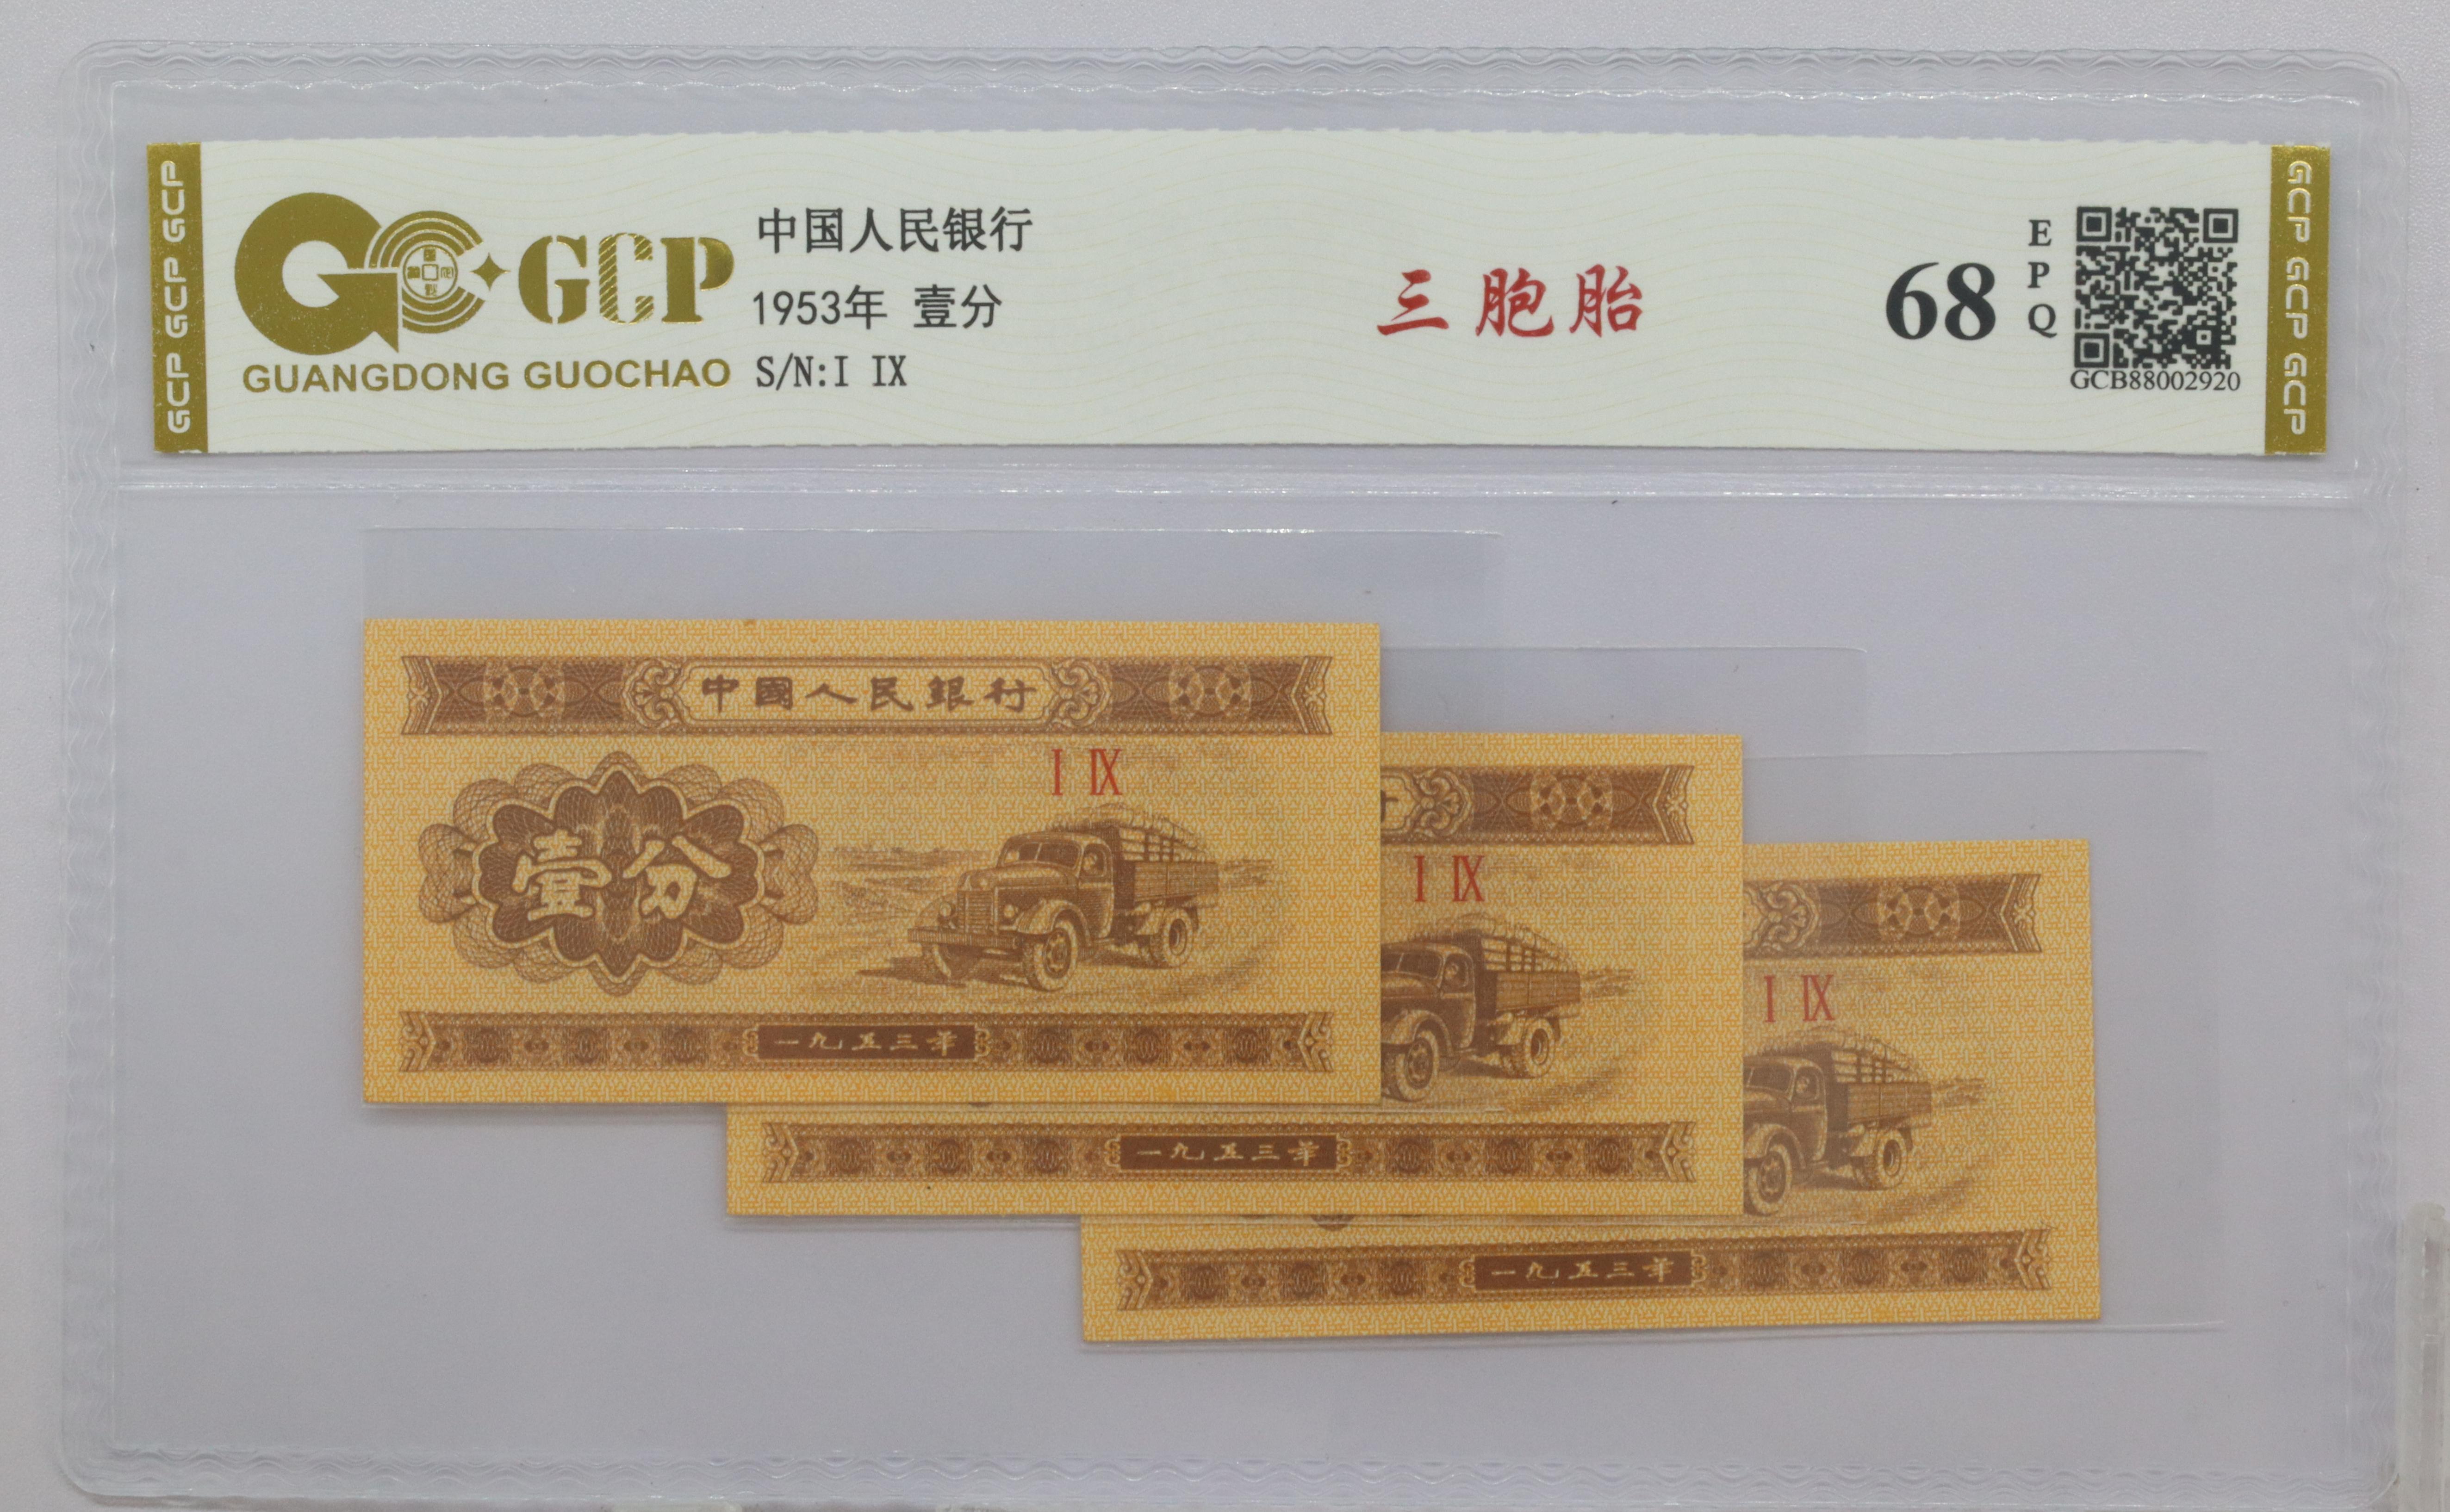 GCP GCP GCP
GCP
GUANGDONG GUOCHAO
中国人民银行
1953年 壹分
S/N:I IX
三胞胎
68
EPQ
GCB88002920
GCP GCP GCP
中國人民銀行
I IX
壹分
一九五三年
I IX
一九五三年
I IX
一九五三年